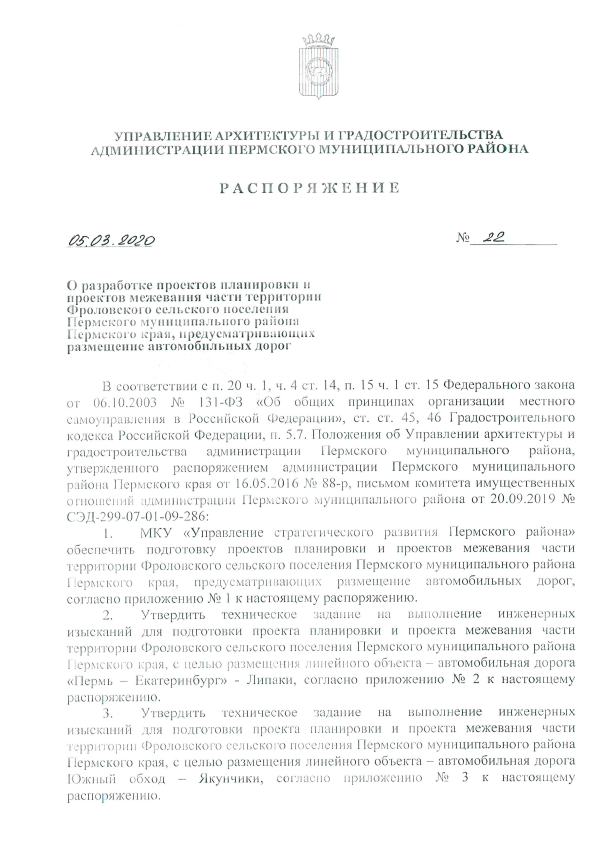 УПРАВЛЕНИЕ АРХИТЕКТУРЫ И ГРАДОСТРОИТЕЛЬСТВА
АДМИНИСТРАЦИИ ПЕРМСКОГО МУНИЦИПАЛЬНОГО РАЙОНА
РАСПОРЯЖЕНИЕ
05.03.2020 № 22
О разработке проектов планировки и
проектов межевания части территории
Фроловского сельского поселения
Пермского муниципального района
Пермского края, предусматривающих
размещение автомобильных дорог
В соответствии с п. 20 ч. 1, ч. 4 ст. 14, п. 15 ч. 1 ст. 15 Федерального закона
от 06.10.2003 № 131-ФЗ «Об общих принципах организации местного
самоуправления в Российской Федерации», ст. ст. 45, 46 Градостроительного
кодекса Российской Федерации, п. 5.7. Положения об Управлении архитектуры и
градостроительства администрации Пермского муниципального района,
утвержденного распоряжением администрации Пермского муниципального
района Пермского края от 16.05.2016 № 88-р, письмом комитета имущественных
отношений администрации Пермского муниципального района от 20.09.2019 №
СЭД-299-07-01-09-286:
1. МКУ «Управление стратегического развития Пермского района»
обеспечить подготовку проектов планировки и проектов межевания части
территории Фроловского сельского поселения Пермского муниципального района
Пермского края, предусматривающих размещение автомобильных дорог,
согласно приложению № 1 к настоящему распоряжению.
2. Утвердить техническое задание на выполнение инженерных
изысканий для подготовки проекта планировки и проекта межевания части
территории Фроловского сельского поселения Пермского муниципального района
Пермского края, с целью размещения линейного объекта – автомобильная дорога
«Пермь – Екатеринбург» - Липаки, согласно приложению № 2 к настоящему
распоряжению.
3. Утвердить техническое задание на выполнение инженерных
изысканий для подготовки проекта планировки и проекта межевания части
территории Фроловского сельского поселения Пермского муниципального района
Пермского края, с целью размещения линейного объекта – автомобильная дорога
Южный обход – Якунчики, согласно приложению № 3 к настоящему
распоряжению.